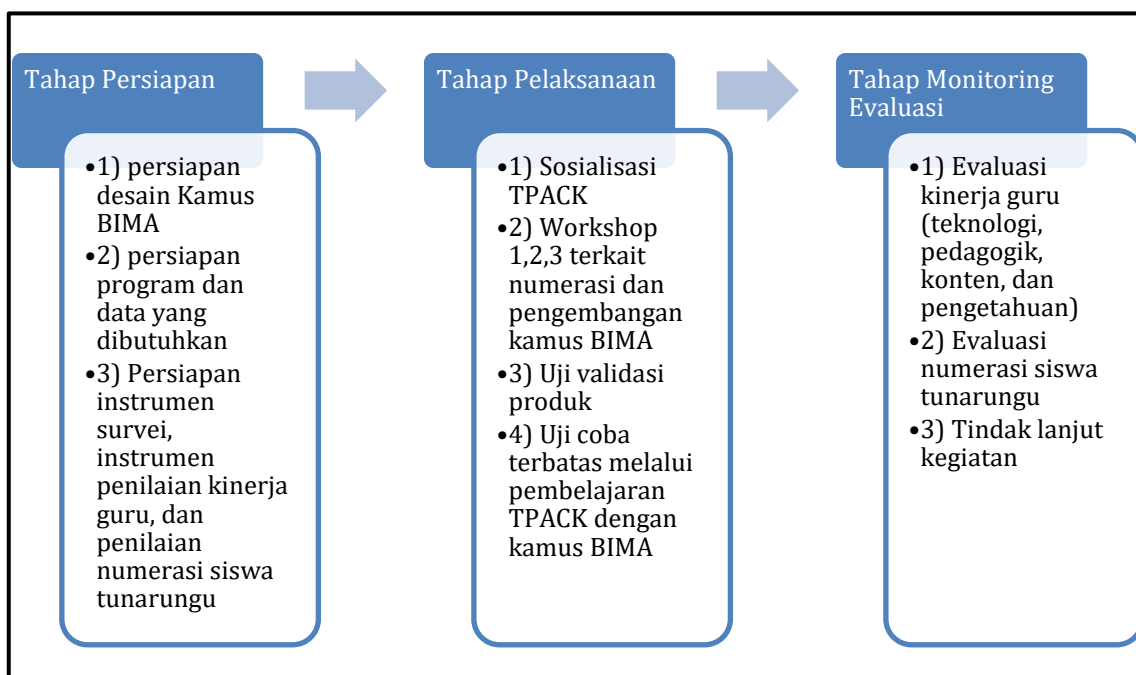 Tahap Persiapan
•1) persiapan
desain Kamus
BIMA
•2) persiapan
program dan
data yang
dibutuhkan
•3) Persiapan
instrumen
survei,
instrumen
penilaian kinerja
guru, dan
penilaian
numerasi siswa
tunarungu
Tahap Pelaksanaan
•1) Sosialisasi
TPACK
•2) Workshop
1,2,3 terkait
numerasi dan
pengembangan
kamus BIMA
•3) Uji validasi
produk
•4) Uji coba
terbatas melalui
pembelajaran
TPACK dengan
kamus BIMA
Tahap Monitoring
Evaluasi
•1) Evaluasi
kinerja guru
(teknologi,
pedagogik,
konten, dan
pengetahuan)
•2) Evaluasi
numerasi siswa
tunarungu
•3) Tindak lanjut
kegiatan